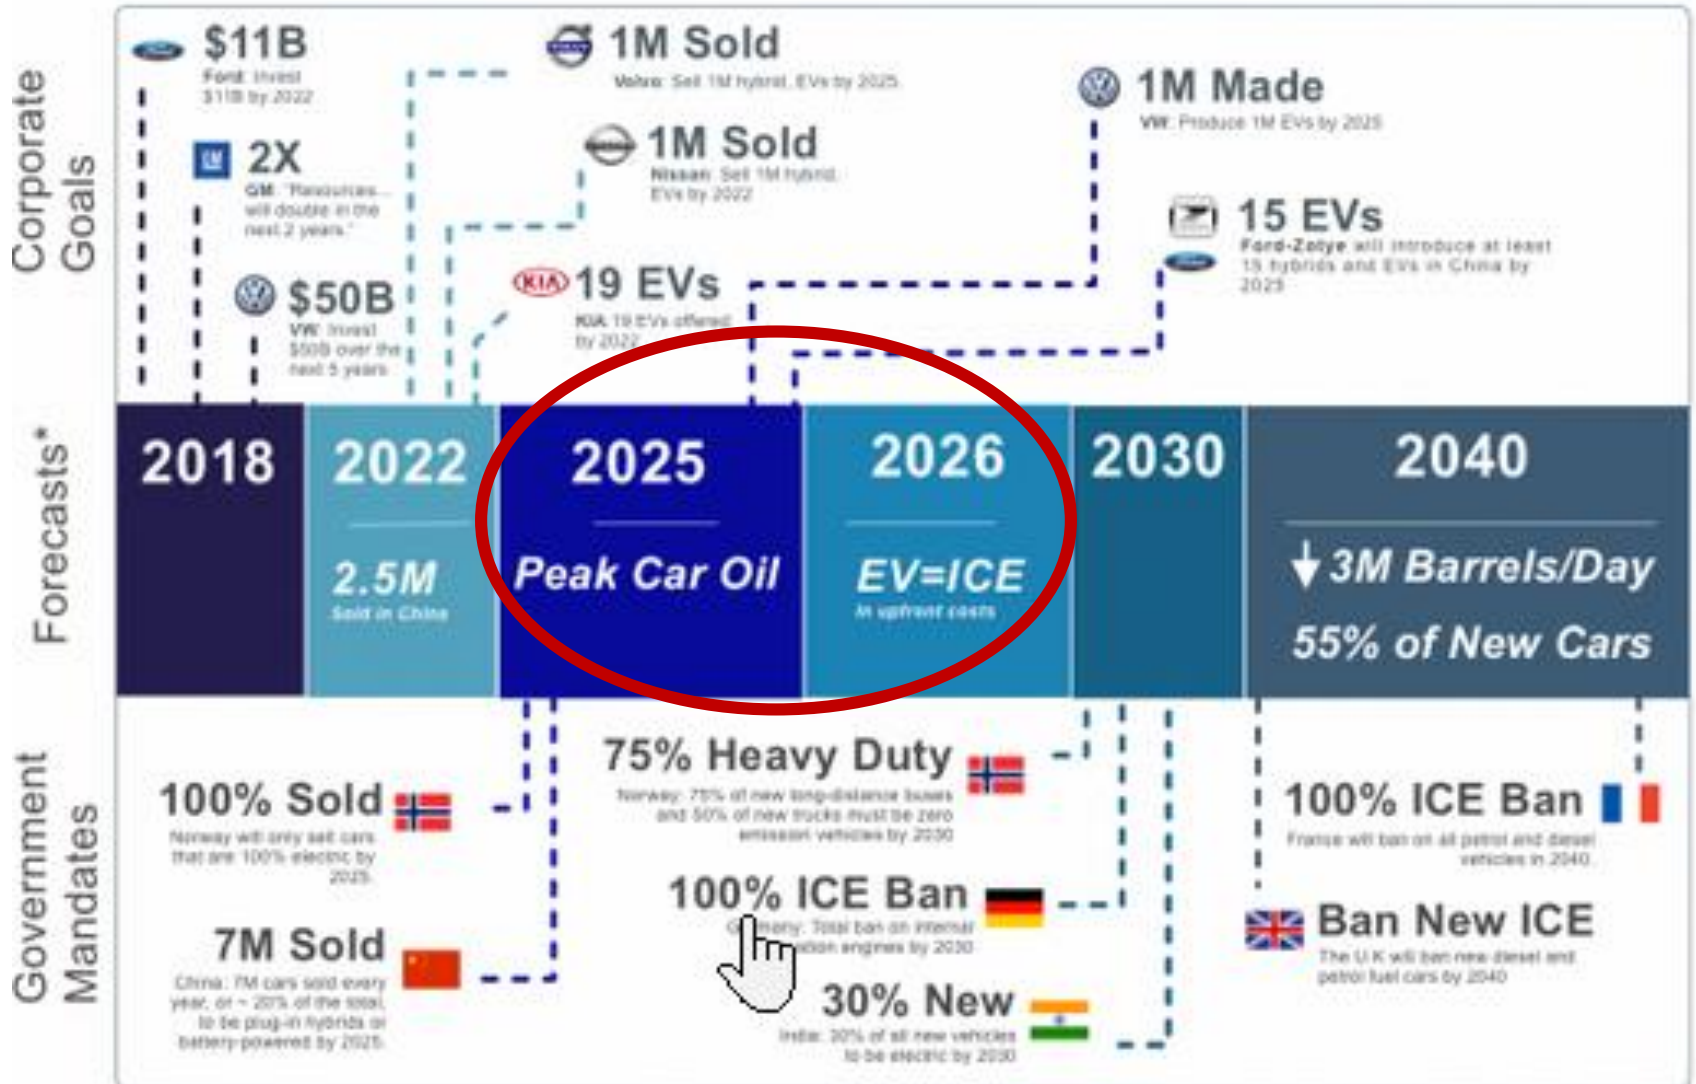 Corporate
Goals
$11B
Ford: Invest
$11B by 2022
GM
2X
GM: "Resources...
will double in the
next 2 years."
$50B
VW: Invest
$50B over the
next 5 years
1M Sold
Volvo: Sell 1M hybrid, EVs by 2025.
1M Sold
Nissan: Sell 1M hybrid,
EVs by 2022
KIA
19 EVs
KIA 19 EVs offered
by 2022
1M Made
VW: Produce 1M EVs by 2025
15 EVs
Ford-Zotye will introduce at least
15 hybrids and EVs in China by
2025
Forecasts*
2018
2022
2.5M
Sold in China
2025
Peak Car Oil
2026
EV=ICE
In upfront costs
2030
2040
↓ 3M Barrels/Day
55% of New Cars
Government
Mandates
100% Sold
Norway will only sell cars
that are 100% electric by
2025.
7M Sold
China: 7M cars sold every
year, or ~ 20% of the total,
to be plug-in hybrids or
battery-powered by 2025.
75% Heavy Duty
Norway: 75% of new long-distance buses
and 50% of new trucks must be zero
emission vehicles by 2030
100% ICE Ban
Total ban on internal
engines by 2030
30% New
India: 30% of all new vehicles
to be electric by 2030
100% ICE Ban
France will ban on all petrol and diesel
vehicles in 2040.
Ban New ICE
The U.K will ban new diesel and
petrol fuel cars by 2040